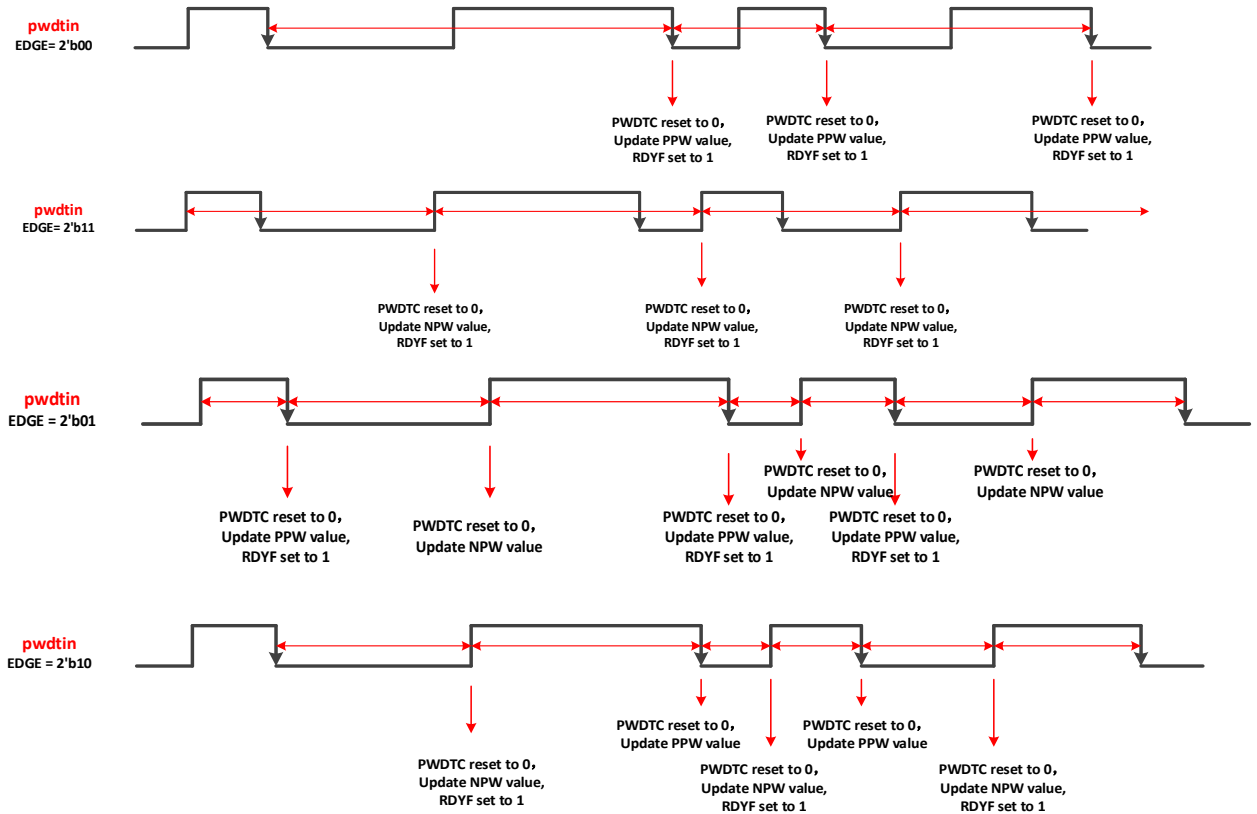 pwdtin
EDGE= 2'b00
PWDTC reset to 0，
Update PPW value,
RDYF set to 1
PWDTC reset to 0，
Update PPW value,
RDYF set to 1
PWDTC reset to 0，
Update PPW value,
RDYF set to 1
pwdtin
EDGE= 2'b11
PWDTC reset to 0，
Update NPW value,
RDYF set to 1
PWDTC reset to 0，
Update NPW value,
RDYF set to 1
PWDTC reset to 0，
Update NPW value,
RDYF set to 1
pwdtin
EDGE = 2'b01
PWDTC reset to 0，
Update PPW value,
RDYF set to 1
PWDTC reset to 0，
Update NPW value
PWDTC reset to 0，
Update PPW value,
RDYF set to 1
PWDTC reset to 0，
Update NPW value
PWDTC reset to 0，
Update PPW value,
RDYF set to 1
PWDTC reset to 0，
Update NPW value
pwdtin
EDGE = 2'b10
PWDTC reset to 0，
Update NPW value,
RDYF set to 1
PWDTC reset to 0，
Update PPW value
PWDTC reset to 0，
Update NPW value,
RDYF set to 1
PWDTC reset to 0，
Update PPW value
PWDTC reset to 0，
Update NPW value,
RDYF set to 1